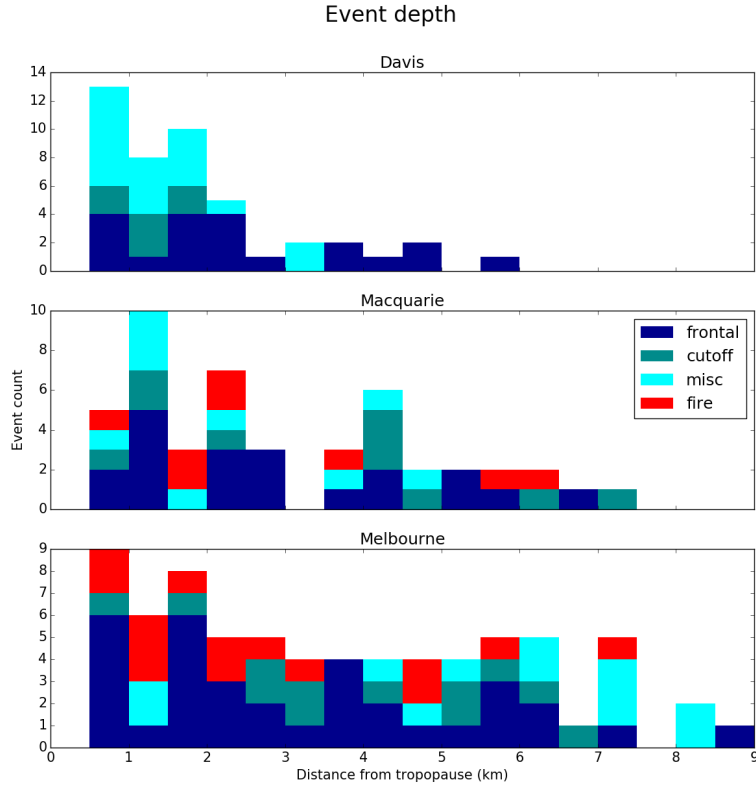 Event depth
Davis
14
12
10
8
6
4
2
0
Macquarie
10
8
6
4
2
0
Event count
frontal
cutoff
misc
fire
Melbourne
9
8
7
6
5
4
3
2
1
0
0 1 2 3 4 5 6 7 8 9
Distance from tropopause (km)